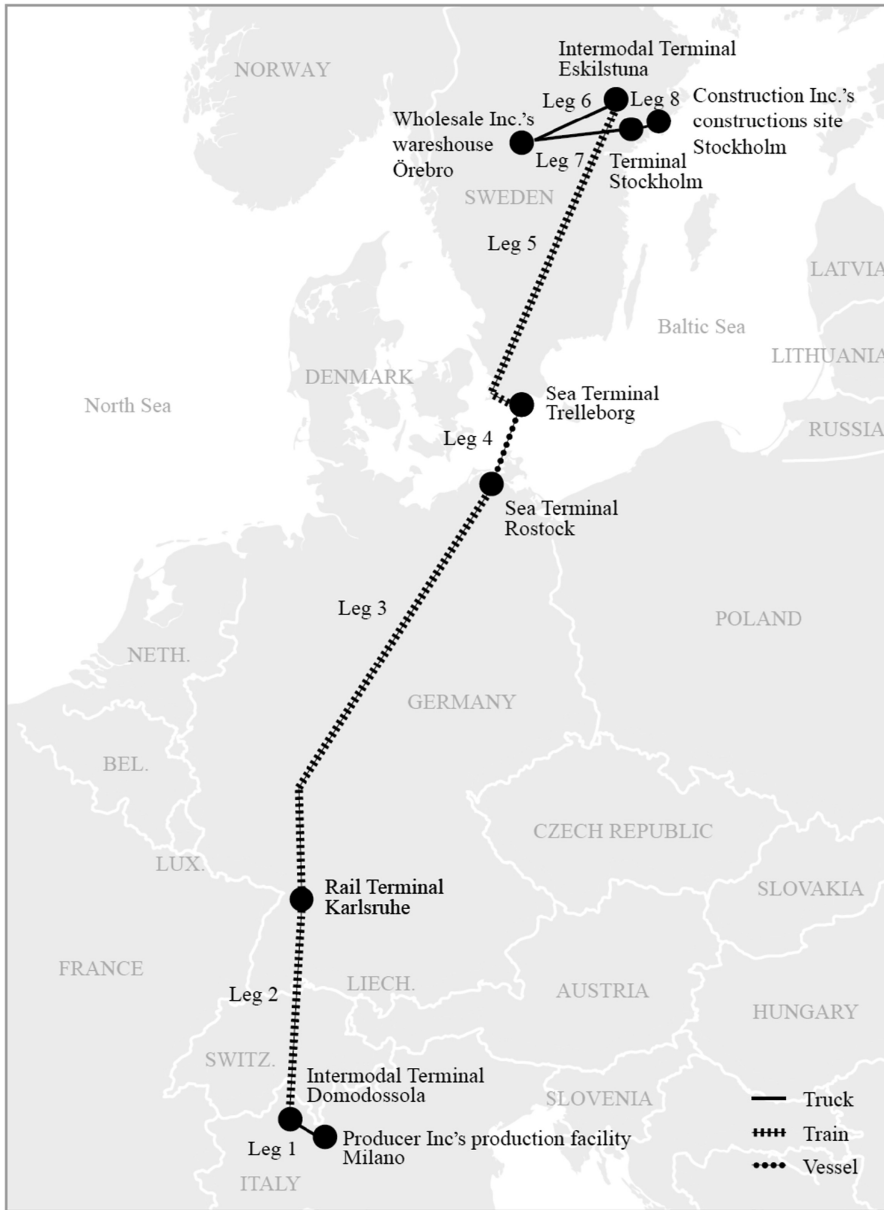 NORWAY
Intermodal Terminal
Eskilstuna
Leg 6
Leg 8
Construction Inc.'s
constructions site
Stockholm
Wholesale Inc.'s
wareshouse
Örebro
Leg 7
Terminal
Stockholm
SWEDEN
Leg 5
LATVIA
Baltic Sea
LITHUANIA
DENMARK
North Sea
Sea Terminal
Trelleborg
RUSSIA
Leg 4
Sea Terminal
Rostock
Leg 3
POLAND
NETH.
GERMANY
BEL.
CZECH REPUBLIC
LUX.
SLOVAKIA
Rail Terminal
Karlsruhe
FRANCE
LIECH.
Leg 2
AUSTRIA
HUNGARY
SWITZ.
Intermodal Terminal
Domodossola
SLOVENIA
Truck
Leg 1
Producer Inc's production facility
Milano
Train
Vessel
ITALY